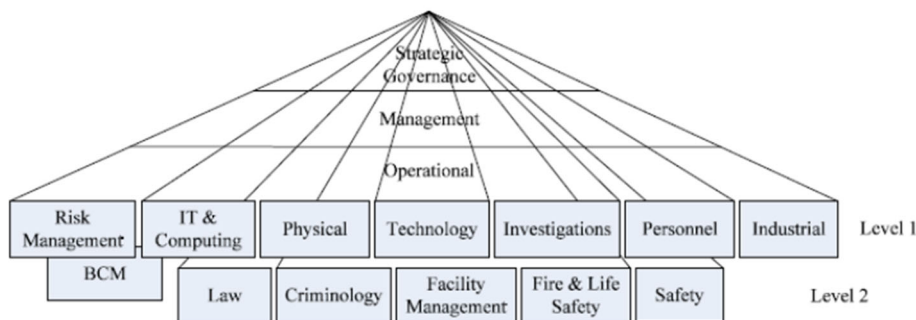 Strategic
Governance
Management
Operational
Risk
Management
IT &
Computing
Physical
Technology
Investigations
Personnel
Industrial
Level 1
BCM
Law
Criminology
Facility
Management
Fire & Life
Safety
Safety
Level 2